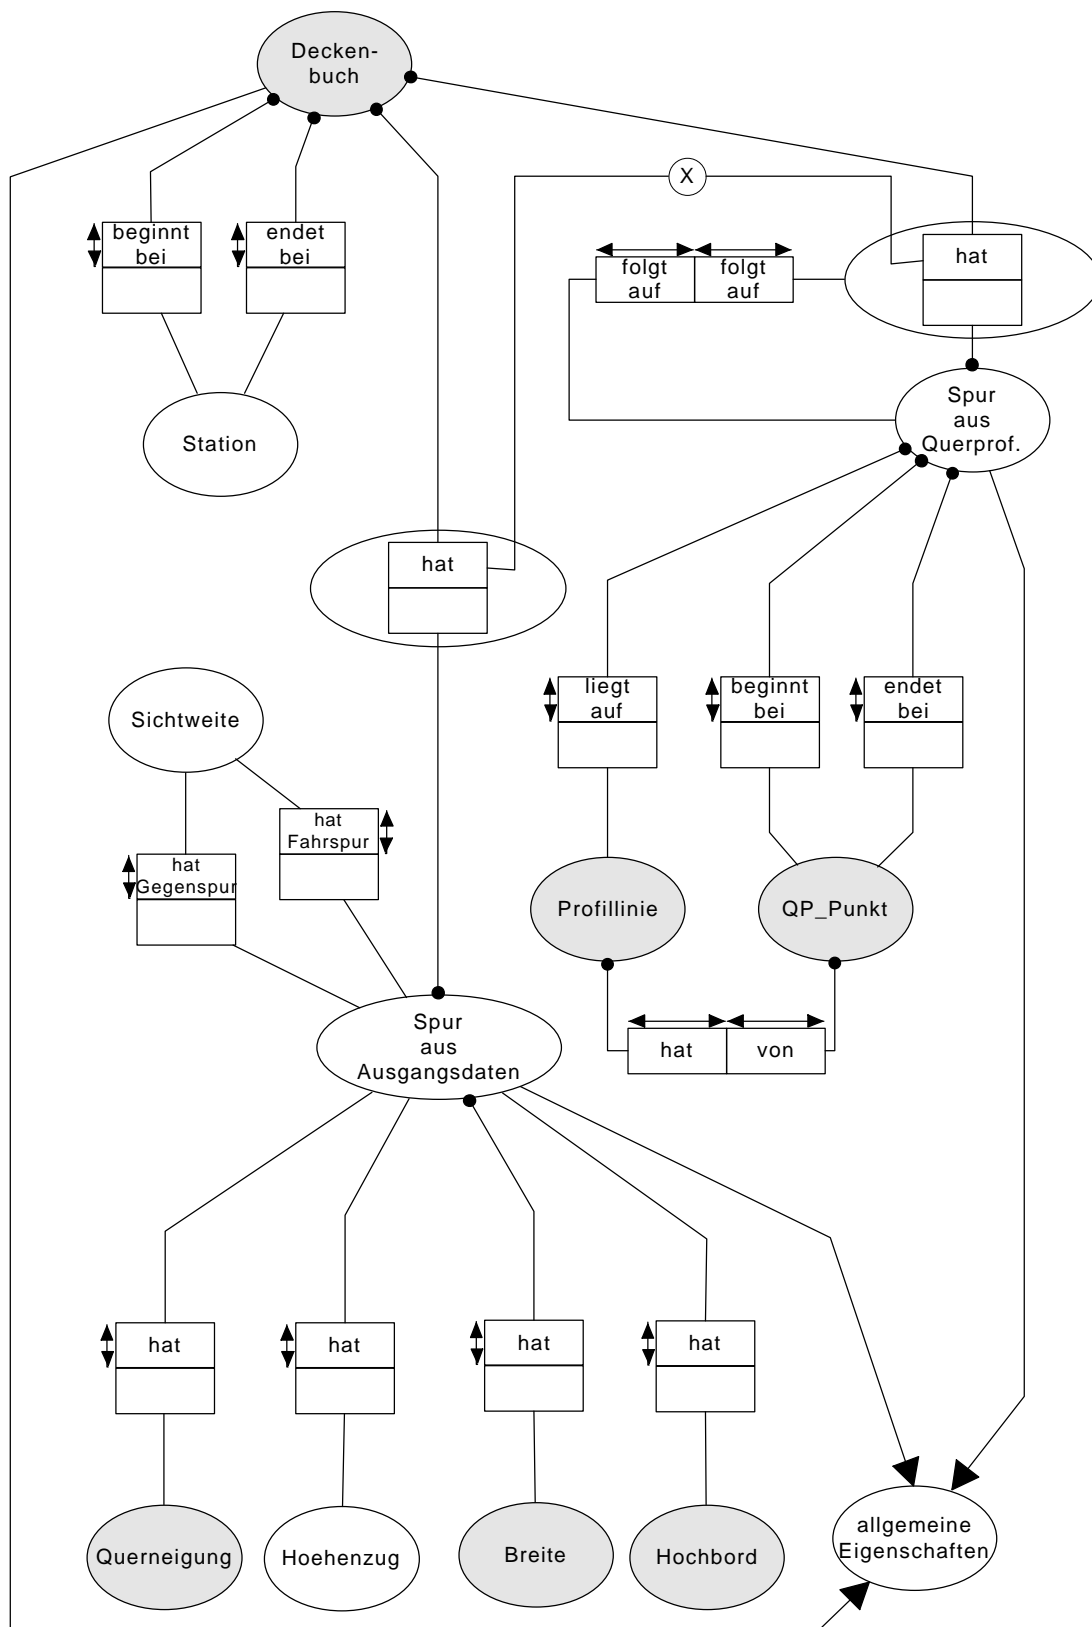 Decken-
buch
X
beginnt
bei
endet
bei
folgt
auf
folgt
auf
hat
Spur
aus
Querprof.
Station
hat
liegt
auf
beginnt
bei
endet
bei
Sichtweite
hat
Fahrspur
hat
Gegenspur
Profillinie
QP_Punkt
Spur
aus
Ausgangsdaten
hat
von
hat
hat
hat
hat
allgemeine
Eigenschaften
Querneigung
Hoehenzug
Breite
Hochbord